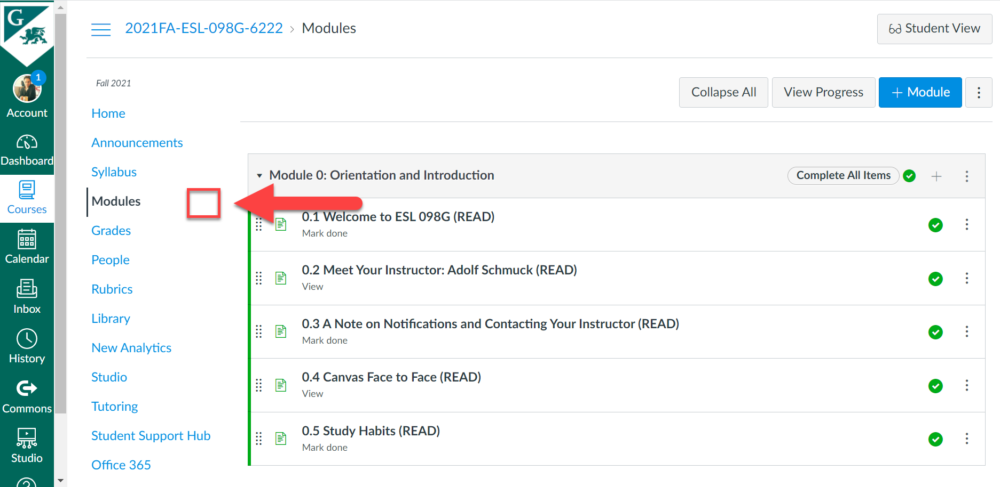 G
2021FA-ESL-098G-6222 > Modules
Student View
1
Account
Dashboard
Courses
Calendar
Inbox
History
Commons
Studio
Fall 2021
Home
Announcements
Syllabus
Modules
Grades
People
Rubrics
Library
New Analytics
Studio
Tutoring
Student Support Hub
Office 365
Collapse All
View Progress
+ Module
Module 0: Orientation and Introduction
Complete All Items
0.1 Welcome to ESL 098G (READ)
Mark done
0.2 Meet Your Instructor: Adolf Schmuck (READ)
View
0.3 A Note on Notifications and Contacting Your Instructor (READ)
Mark done
0.4 Canvas Face to Face (READ)
View
0.5 Study Habits (READ)
Mark done